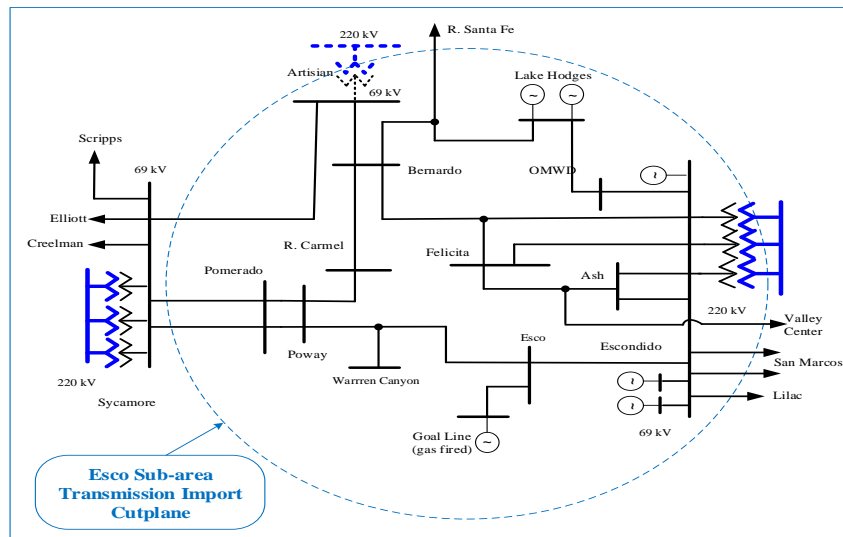 220 kV
R. Santa Fe
Artisian
Lake Hodges
69 kV
Scripps
69 kV
Bernardo
OMWD
~
~
~
Elliott
Creelman
R. Carmel
Felicita
Ash
Pomerado
220 kV
Valley
Center
Poway
Esco
Escondido
San Marcos
220 kV
Warrren Canyon
~
~
Lilac
Sycamore
Goal Line
(gas fired)
~
69 kV
Esco Sub-area
Transmission Import
Cutplane